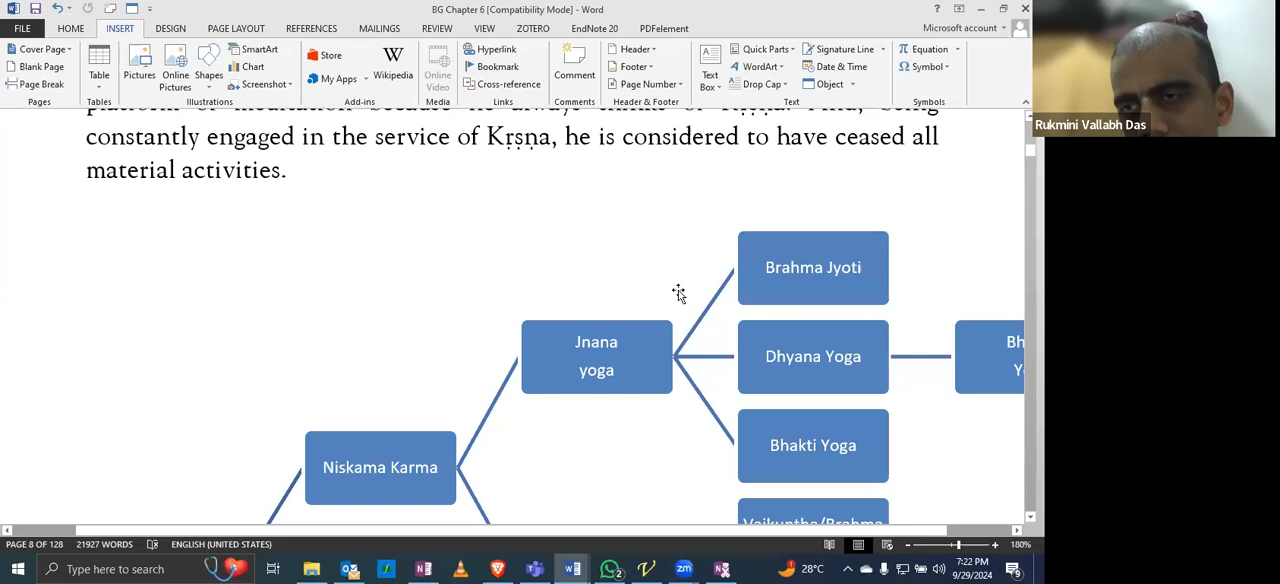 BG Chapter 6 [Compatibility Mode] - Word
FILE HOME INSERT DESIGN PAGE LAYOUT REFERENCES MAILINGS REVIEW VIEW ZOTERO EndNote 20 PDFelement Microsoft account
Cover Page
Blank Page
Page Break
Pages
Table
Tables
Pictures
Online Pictures
Shapes
SmartArt
Chart
Screenshot
Illustrations
Store
My Apps
Wikipedia
Add-ins
Online Video
Media
Hyperlink
Bookmark
Cross-reference
Links
Comment
Comments
Header
Footer
Page Number
Header & Footer
Text Box
Quick Parts
WordArt
Drop Cap
Signature Line
Date & Time
Object
Text
Equation
Symbol
Symbols
Rukmini Vallabh Das
constantly engaged in the service of Kṛṣṇa, he is considered to have ceased all
material activities.
Brahma Jyoti
Jnana
yoga
Dhyana Yoga
Bh
Y
Bhakti Yoga
Niskama Karma
Vaikuntha/Brahma
PAGE 8 OF 128 21927 WORDS ENGLISH (UNITED STATES) 180%
Type here to search
28°C
7:22 PM
9/29/2024